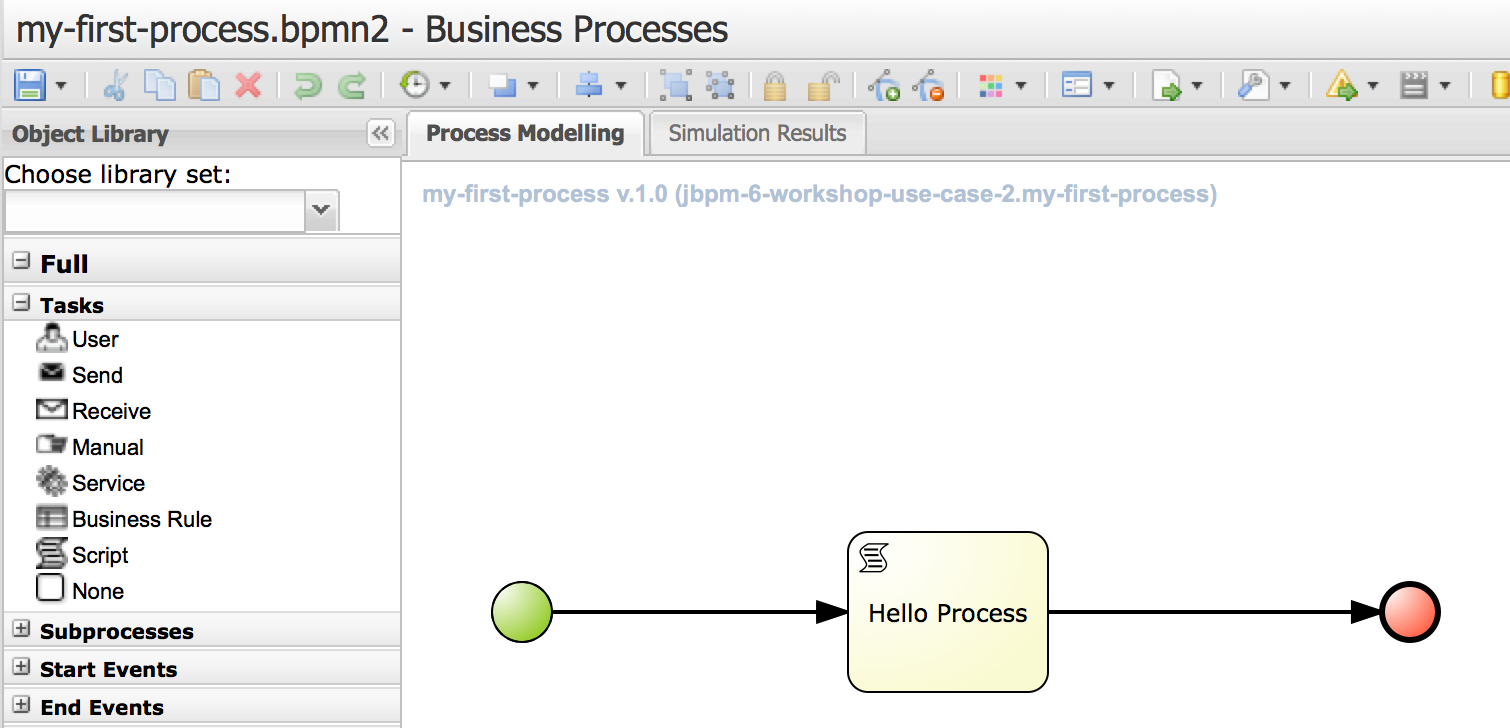 my-first-process.bpmn2 - Business Processes
Object Library
Process Modelling
Simulation Results
Choose library set:
my-first-process v.1.0 (jbpm-6-workshop-use-case-2.my-first-process)
Full
Tasks
User
Send
Receive
Manual
Service
Business Rule
Script
None
Subprocesses
Start Events
End Events
Hello Process